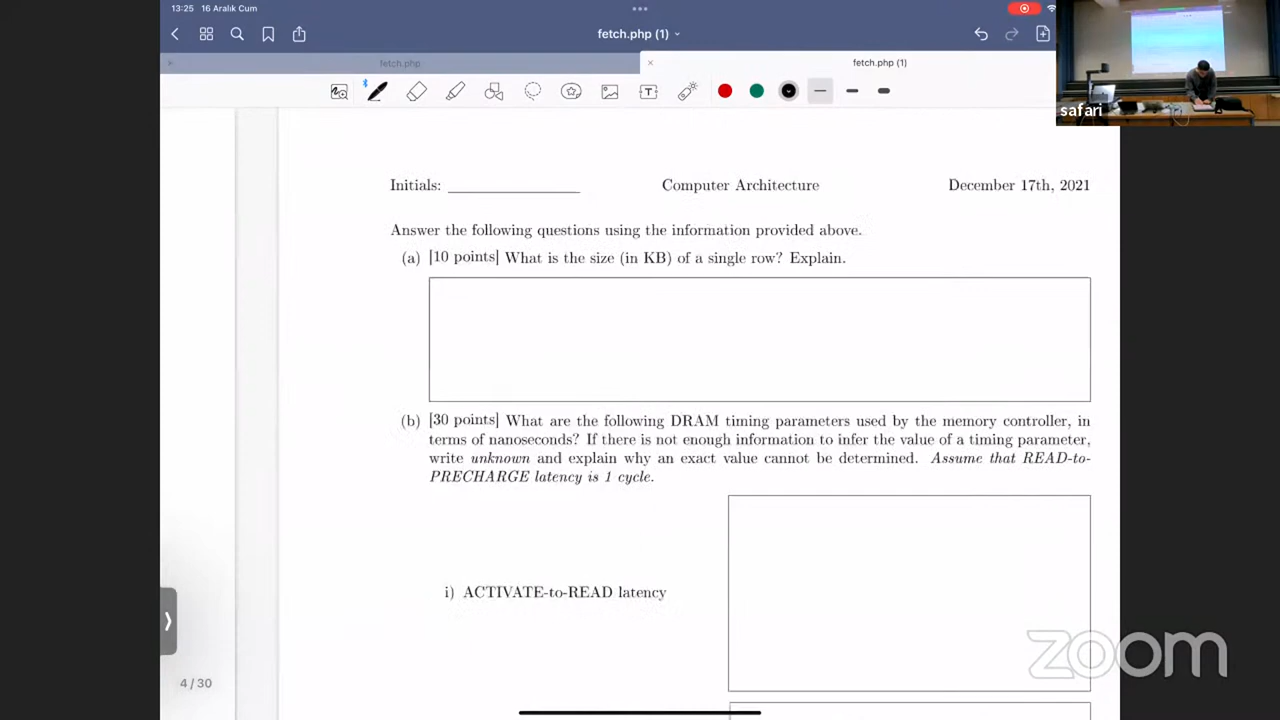 13:25 16 Aralık Cum
fetch.php (1)
fetch.php
fetch.php (1)
safari
Initials:
Computer Architecture
December 17th, 2021
Answer the following questions using the information provided above.
(a) [10 points] What is the size (in KB) of a single row? Explain.
(b) [30 points] What are the following DRAM timing parameters used by the memory controller, in
terms of nanoseconds? If there is not enough information to infer the value of a timing parameter,
write unknown and explain why an exact value cannot be determined. Assume that READ-to-
PRECHARGE latency is 1 cycle.
i) ACTIVATE-to-READ latency
zoom
4 / 30